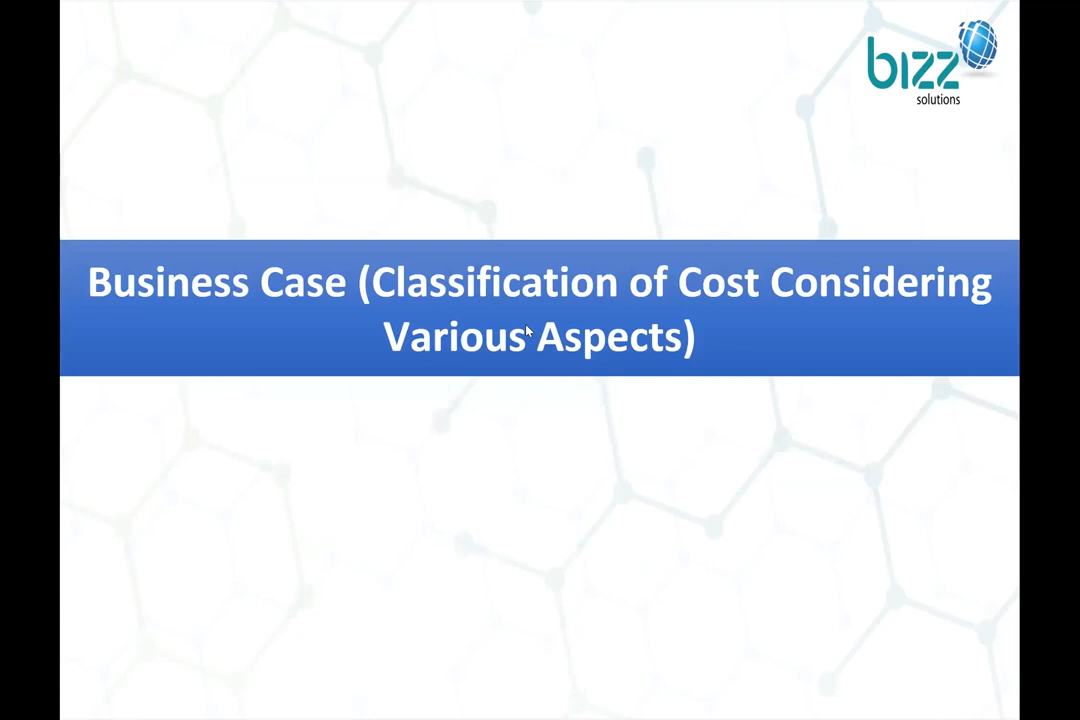 bizz
solutions
Business Case (Classification of Cost Considering
Various Aspects)